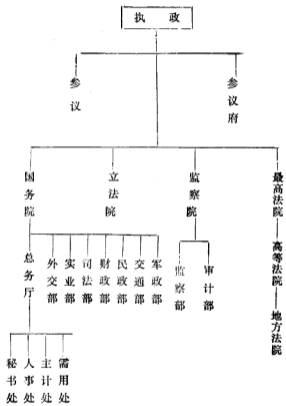 执政
参议
参议府
国务院
立法院
监察院
最高法院
高等法院
地方法院
总务厅
外交部
实业部
司法部
财政部
民政部
交通部
军政部
监察部
审计部
秘书处
人事处
主计处
需用处